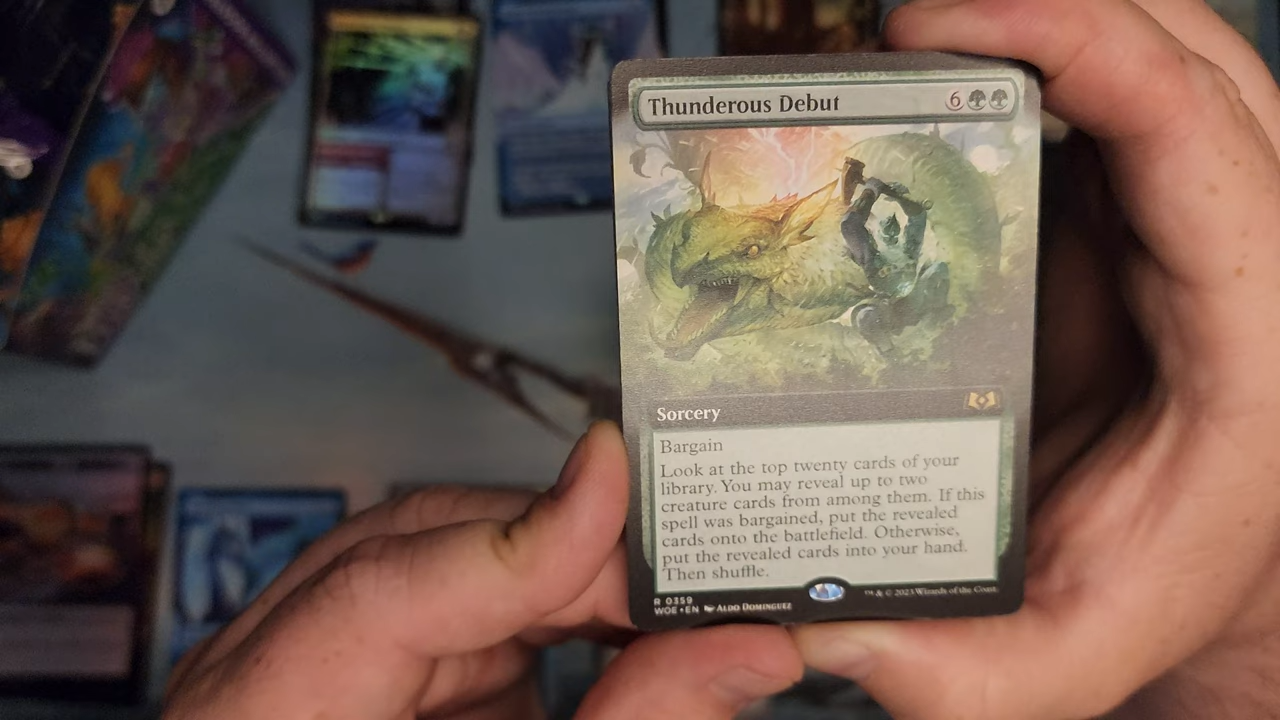 Thunderous Debut 6
Sorcery
Bargain
Look at the top twenty cards of your
library. You may reveal up to two
creature cards from among them. If this
spell was bargained, put the revealed
cards onto the battlefield. Otherwise,
put the revealed cards into your hand.
Then shuffle.
R 0359
WOE • EN Aldo Dominguez
™ & © 2023 Wizards of the Coast